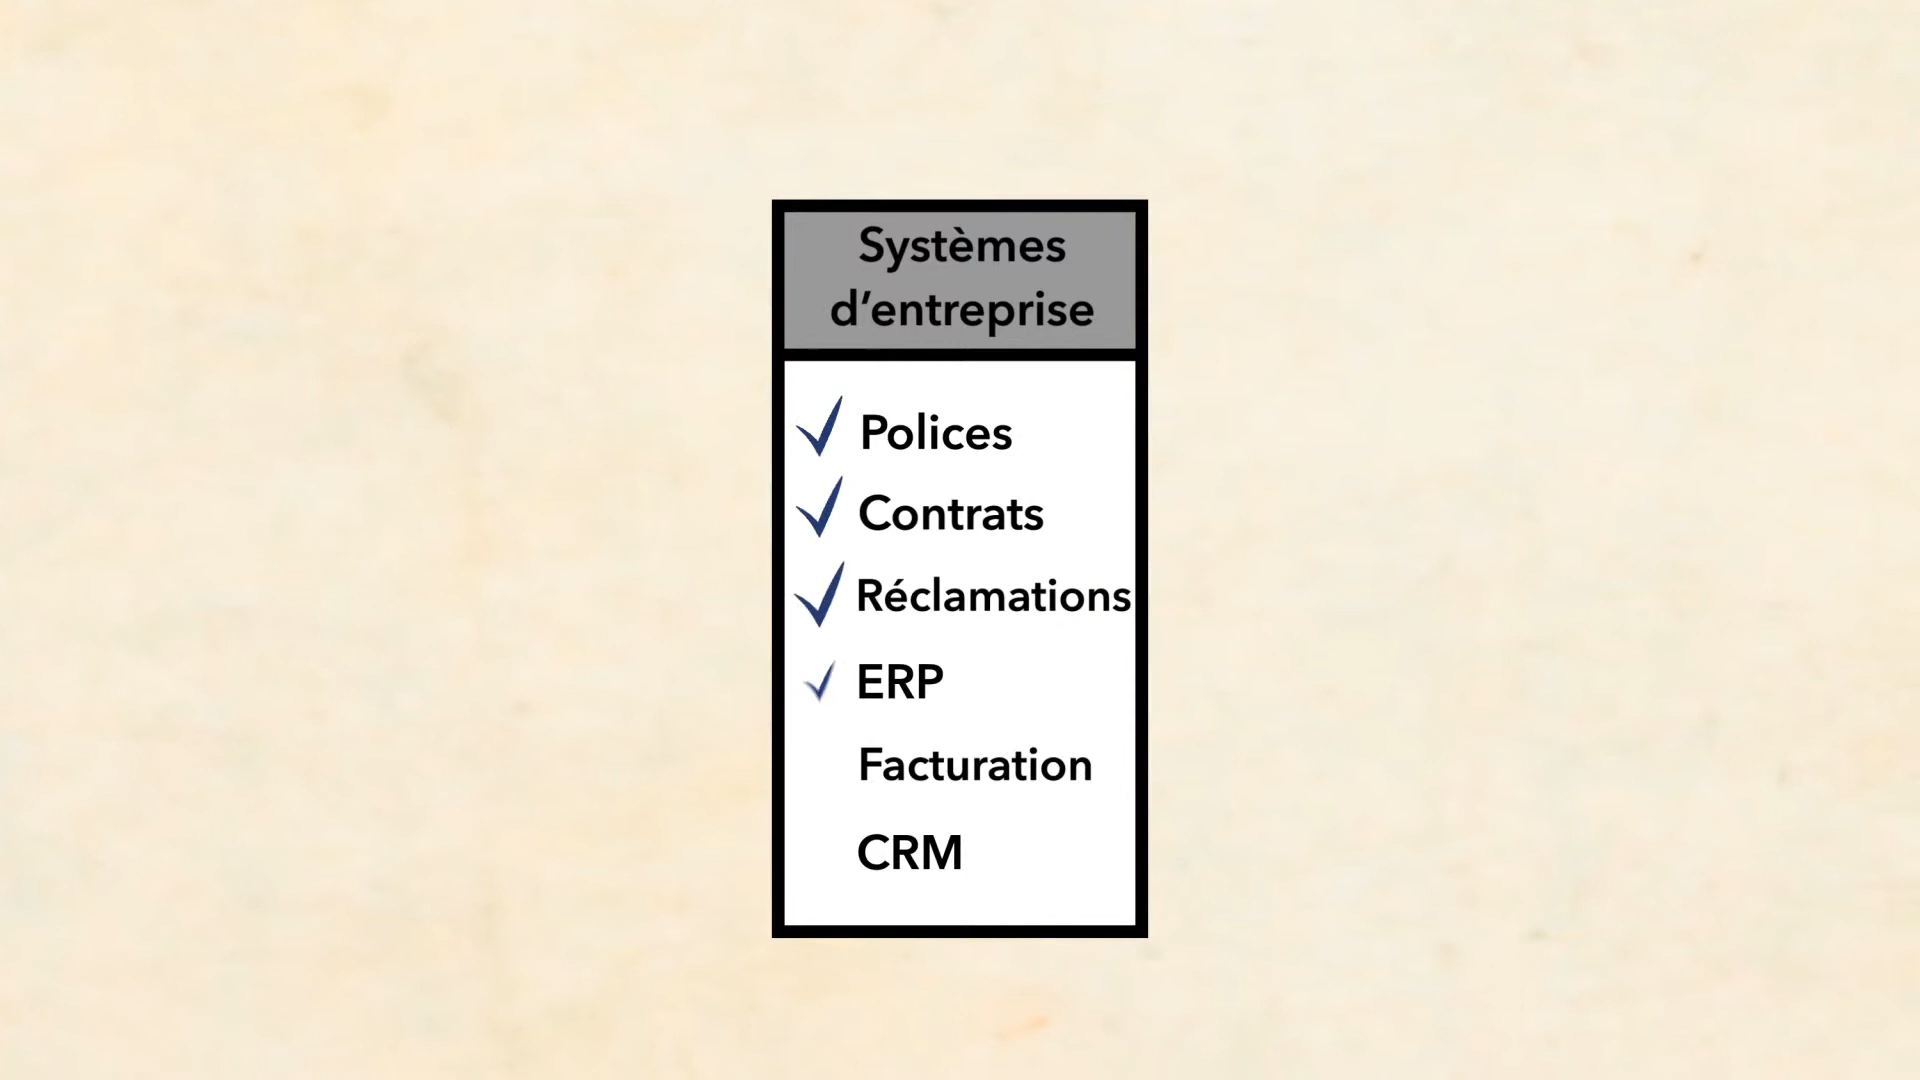 Systèmes
d’entreprise
Polices
Contrats
Réclamations
ERP
Facturation
CRM